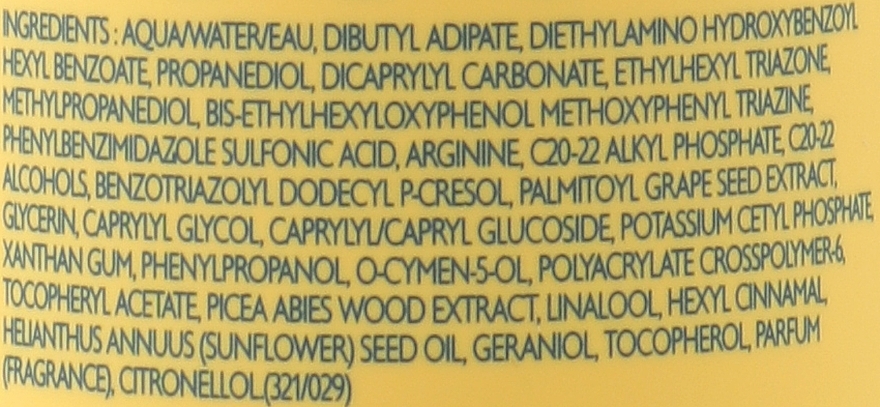 INGREDIENTS : AQUA/WATER/EAU, DIBUTYL ADIPATE, DIETHYLAMINO HYDROXYBENZOYL
HEXYL BENZOATE, PROPANEDIOL, DICAPRYLYL CARBONATE, ETHYLHEXYL TRIAZONE,
METHYLPROPANEDIOL, BIS-ETHYLHEXYLOXYPHENOL METHOXYPHENYL TRIAZINE,
PHENYLBENZIMIDAZOLE SULFONIC ACID, ARGININE, C20-22 ALKYL PHOSPHATE, C20-22
ALCOHOLS, BENZOTRIAZOLYL DODECYL P-CRESOL, PALMITOYL GRAPE SEED EXTRACT,
GLYCERIN, CAPRYLYL GLYCOL, CAPRYLYL/CAPRYL GLUCOSIDE, POTASSIUM CETYL PHOSPHATE,
XANTHAN GUM, PHENYLPROPANOL, O-CYMEN-5-OL, POLYACRYLATE CROSSPOLYMER-6,
TOCOPHERYL ACETATE, PICEA ABIES WOOD EXTRACT, LINALOOL, HEXYL CINNAMAL,
HELIANTHUS ANNUUS (SUNFLOWER) SEED OIL, GERANIOL, TOCOPHEROL, PARFUM
(FRAGRANCE), CITRONELLOL.(321/029)